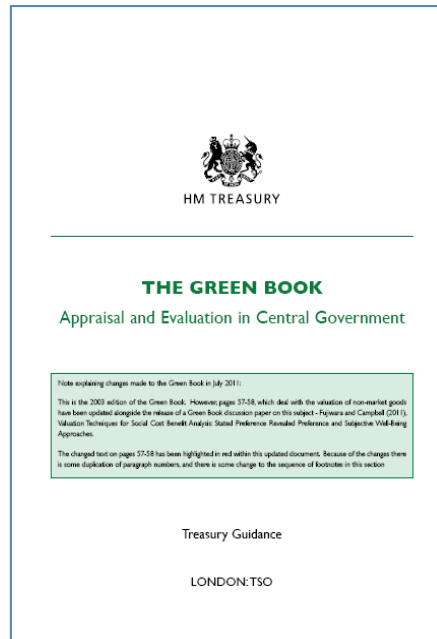 HM TREASURY
THE GREEN BOOK
Appraisal and Evaluation in Central Government
Note explaining changes made to the Green Book in July 2011:
This is the 2003 edition of the Green Book. However, pages 57-58, which deal with the valuation of non-market goods
have been updated alongside the release of a Green Book discussion paper on this subject - Fujiwara and Campbell (2011),
Valuation Techniques for Social Cost Benefit Analysis: Stated Preference Revealed Preference and Subjective Well-Being
Approaches.
The changed text on pages 57-58 has been highlighted in red within this updated document. Because of the changes there
is some duplication of paragraph numbers, and there is some change to the sequence of footnotes in this section
Treasury Guidance
LONDON:TSO